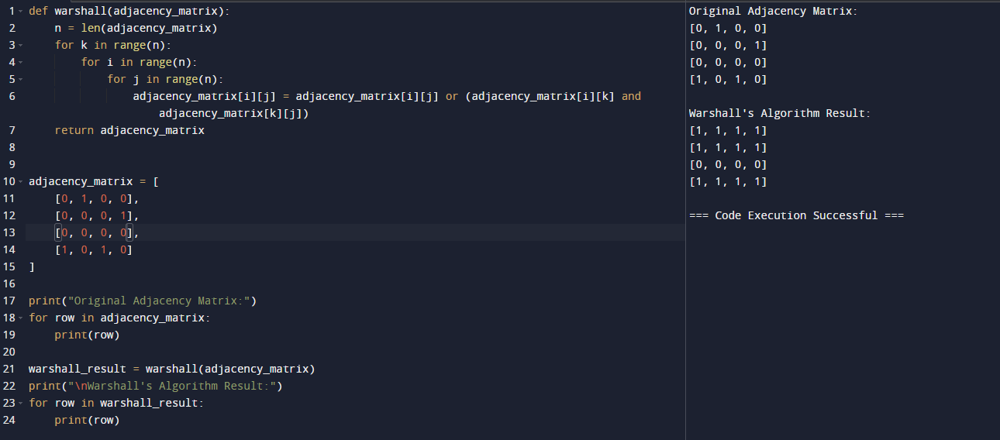 1 def warshall(adjacency_matrix):
2     n = len(adjacency_matrix)
3     for k in range(n):
4         for i in range(n):
5             for j in range(n):
6                 adjacency_matrix[i][j] = adjacency_matrix[i][j] or (adjacency_matrix[i][k] and
                    adjacency_matrix[k][j])
7     return adjacency_matrix
8
9
10 adjacency_matrix = [
11     [0, 1, 0, 0],
12     [0, 0, 0, 1],
13     [0, 0, 0, 0],
14     [1, 0, 1, 0]
15 ]
16
17 print("Original Adjacency Matrix:")
18 for row in adjacency_matrix:
19     print(row)
20
21 warshall_result = warshall(adjacency_matrix)
22 print("\nWarshall's Algorithm Result:")
23 for row in warshall_result:
24     print(row)
Original Adjacency Matrix:
[0, 1, 0, 0]
[0, 0, 0, 1]
[0, 0, 0, 0]
[1, 0, 1, 0]

Warshall's Algorithm Result:
[1, 1, 1, 1]
[1, 1, 1, 1]
[0, 0, 0, 0]
[1, 1, 1, 1]

=== Code Execution Successful ===